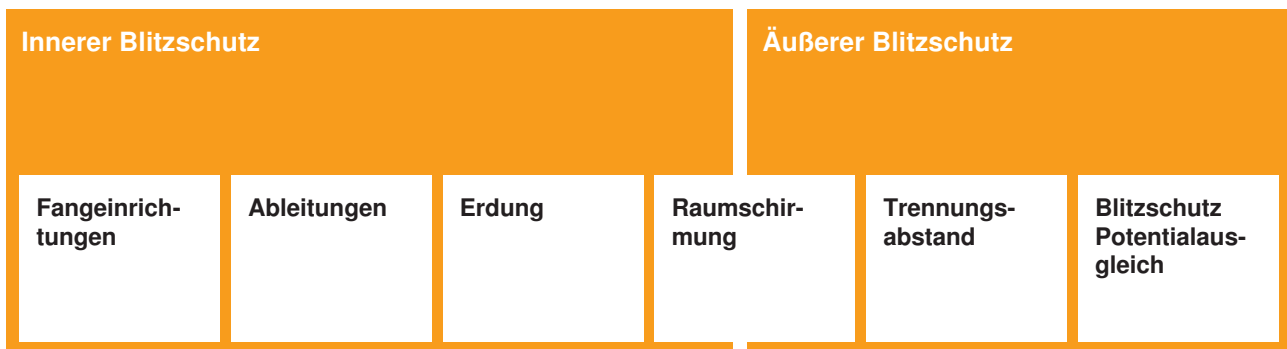 Innerer Blitzschutz
Äußerer Blitzschutz
Fangeinrich-
tungen
Ableitungen
Erdung
Raumschir-
mung
Trennungs-
abstand
Blitzschutz
Potentialaus-
gleich